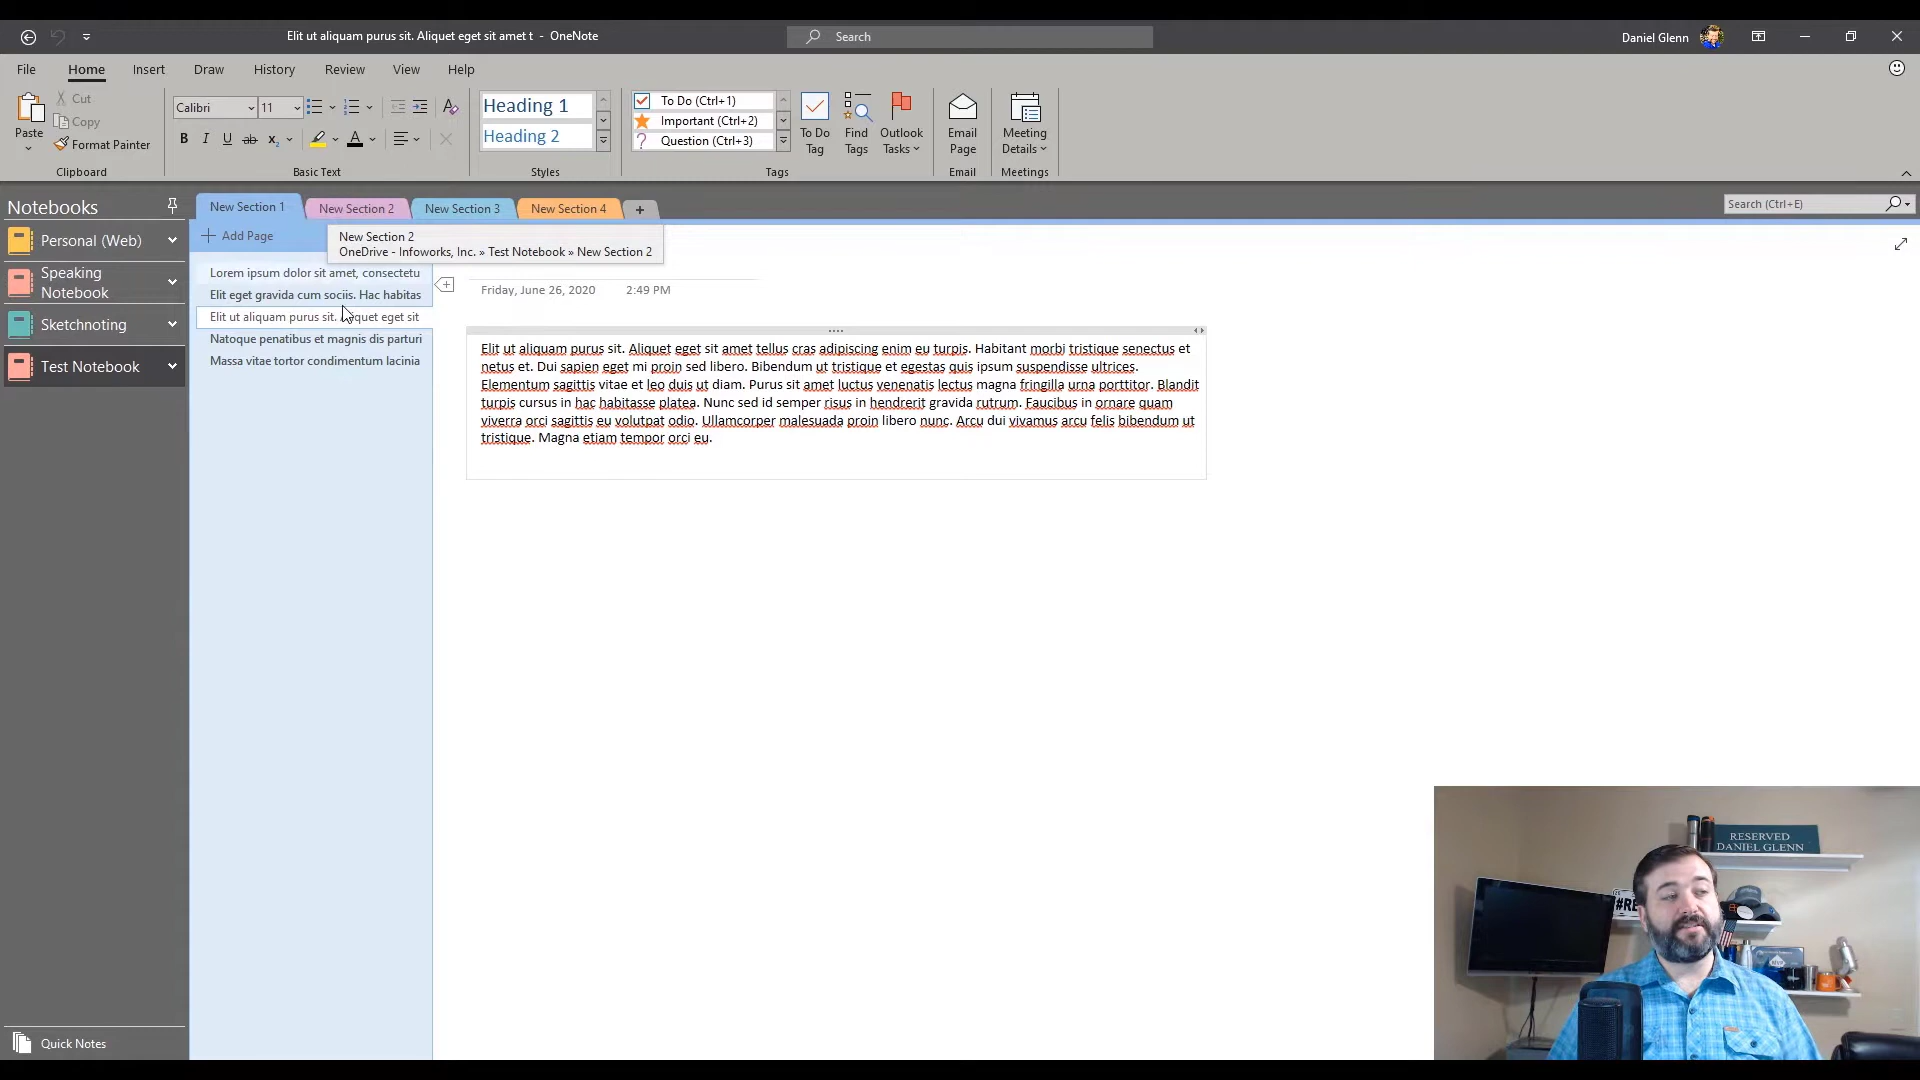 Elit ut aliquam purus sit. Aliquet eget sit amet t - OneNote
Search
Daniel Glenn
File
Home
Insert
Draw
History
Review
View
Help
Paste
Cut
Copy
Format Painter
Clipboard
Calibri
11
Basic Text
Heading 1
Heading 2
Styles
To Do (Ctrl+1)
Important (Ctrl+2)
Question (Ctrl+3)
To Do
Tag
Find
Tags
Outlook
Tasks
Tags
Email
Page
Email
Meeting
Details
Meetings
Notebooks
Personal (Web)
Speaking
Notebook
Sketchnoting
Test Notebook
Quick Notes
New Section 1
New Section 2
New Section 3
New Section 4
Search (Ctrl+E)
Add Page
New Section 2
OneDrive - Infoworks, Inc. » Test Notebook » New Section 2
Lorem ipsum dolor sit amet, consectetu
Elit eget gravida cum sociis. Hac habitas
Elit ut aliquam purus sit. Aliquet eget sit
Natoque penatibus et magnis dis parturi
Massa vitae tortor condimentum lacinia
Friday, June 26, 2020
2:49 PM
Elit ut aliquam purus sit. Aliquet eget sit amet tellus cras adipiscing enim eu turpis. Habitant morbi tristique senectus et
netus et. Dui sapien eget mi proin sed libero. Bibendum ut tristique et egestas quis ipsum suspendisse ultrices.
Elementum sagittis vitae et leo duis ut diam. Purus sit amet luctus venenatis lectus magna fringilla urna porttitor. Blandit
turpis cursus in hac habitasse platea. Nunc sed id semper risus in hendrerit gravida rutrum. Faucibus in ornare quam
viverra orci sagittis eu volutpat odio. Ullamcorper malesuada proin libero nunc. Arcu dui vivamus arcu felis bibendum ut
tristique. Magna etiam tempor orci eu.
RESERVED
DANIEL GLENN